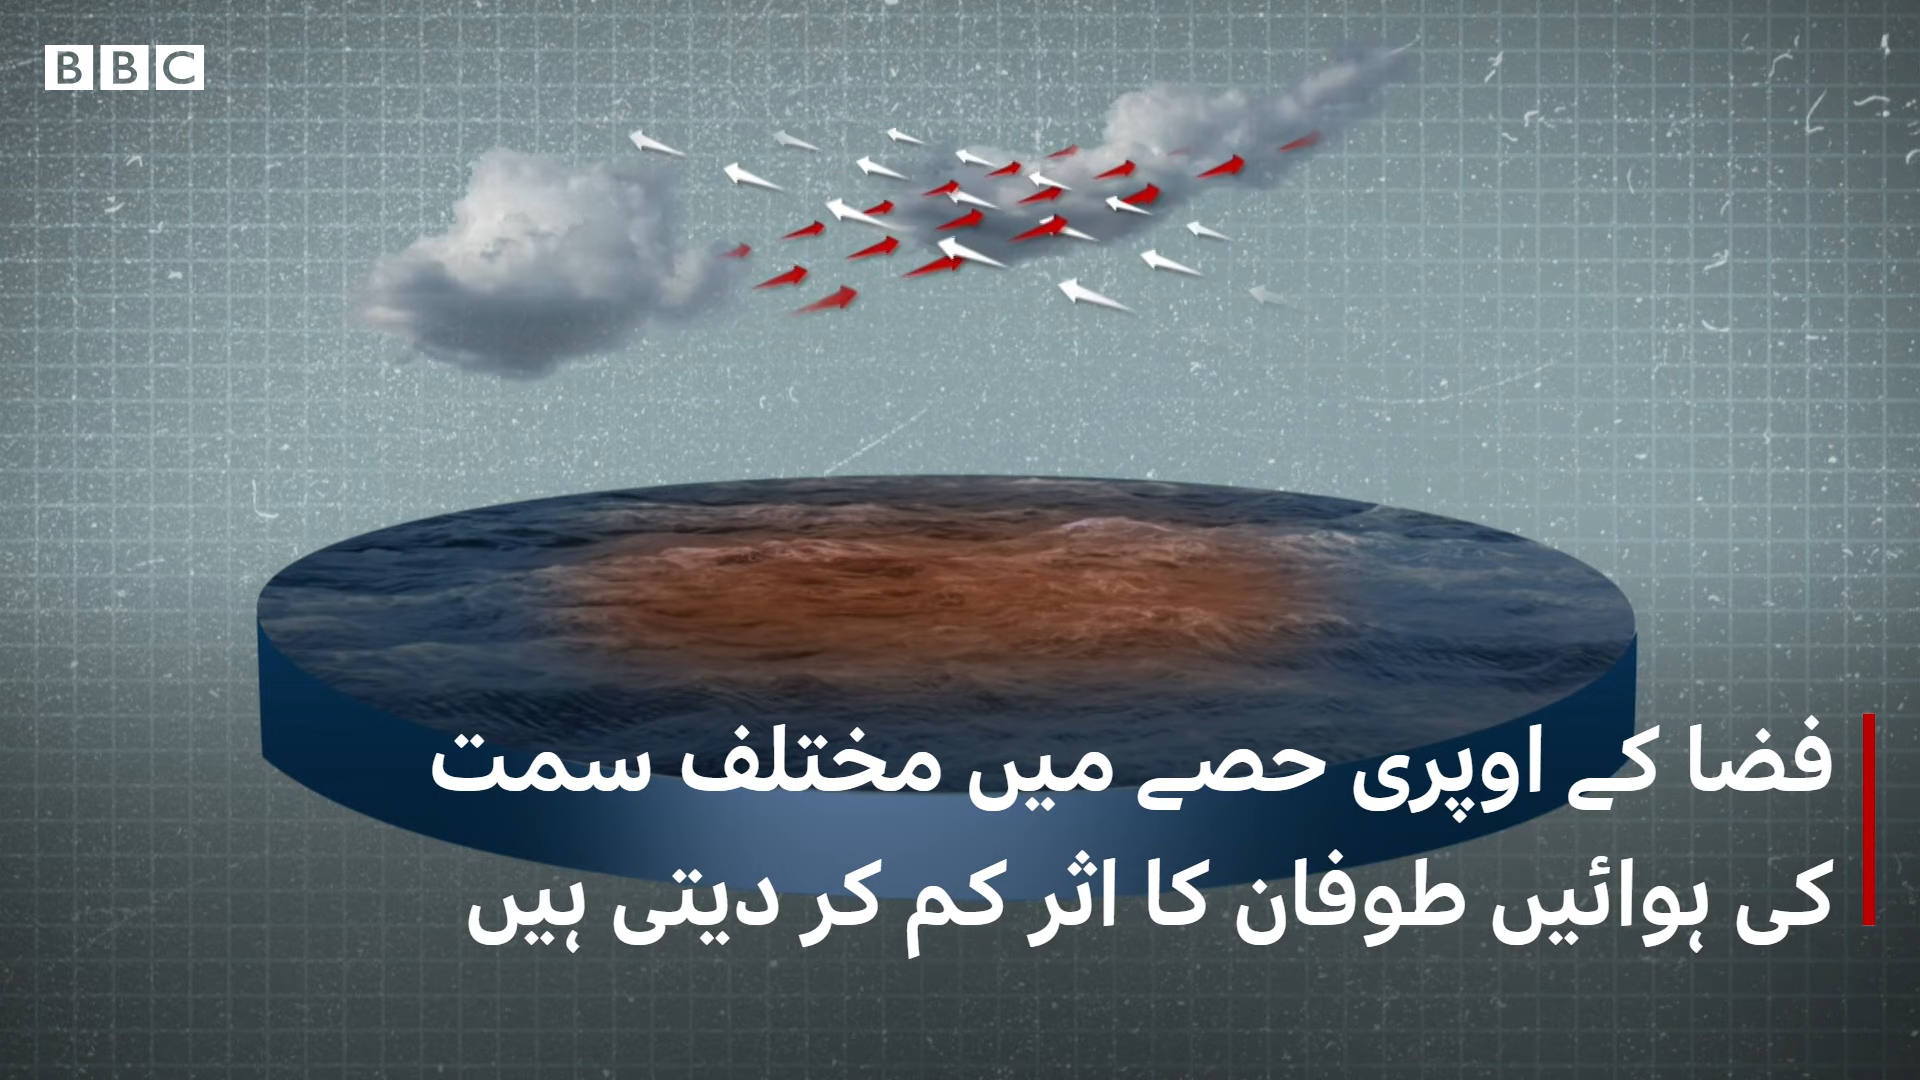 BBC
فضا کے اوپری حصے میں مختلف سمت
کی ہوائیں طوفان کا اثر کم کر دیتی ہیں